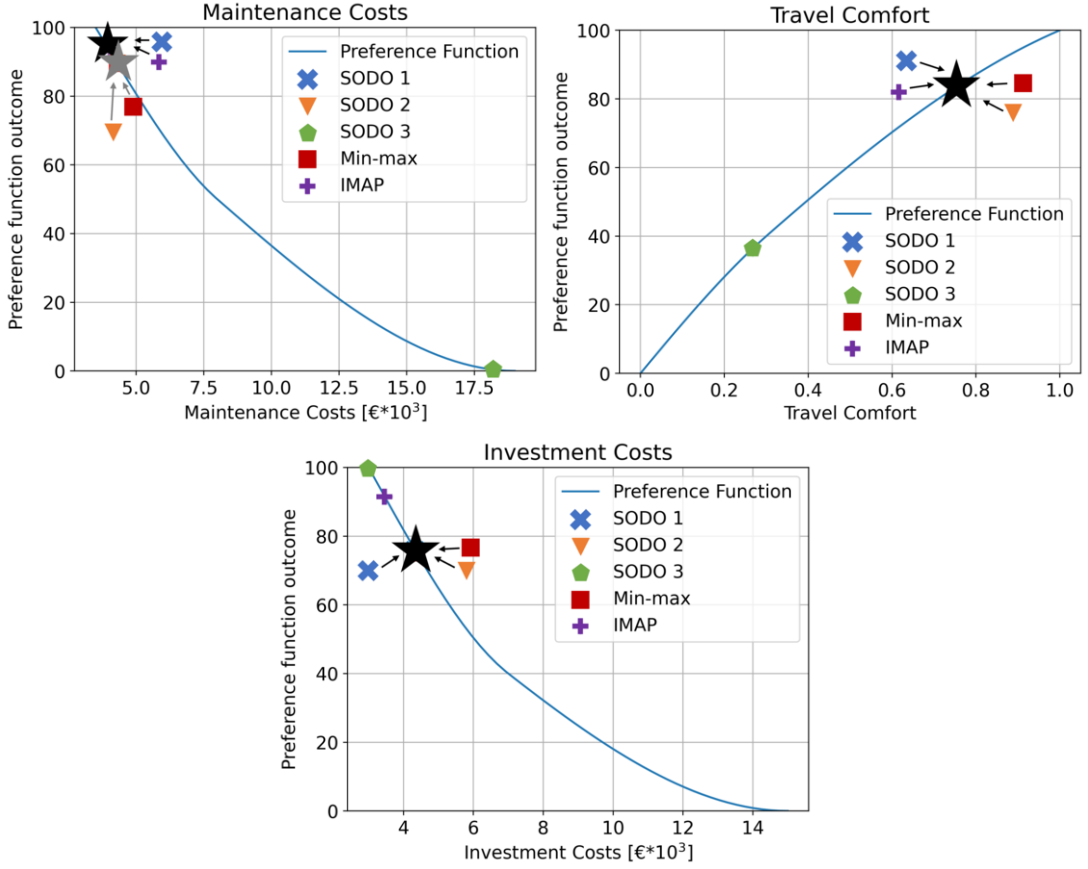 Maintenance Costs
Preference function outcome
100
80
60
40
20
0
5.0 7.5 10.0 12.5 15.0 17.5
Maintenance Costs [€*10³]
Preference Function
SODO 1
SODO 2
SODO 3
Min-max
IMAP
Travel Comfort
Preference function outcome
100
80
60
40
20
0
0.0 0.2 0.4 0.6 0.8 1.0
Travel Comfort
Preference Function
SODO 1
SODO 2
SODO 3
Min-max
IMAP
Investment Costs
Preference function outcome
100
80
60
40
20
0
4 6 8 10 12 14
Investment Costs [€*10³]
Preference Function
SODO 1
SODO 2
SODO 3
Min-max
IMAP